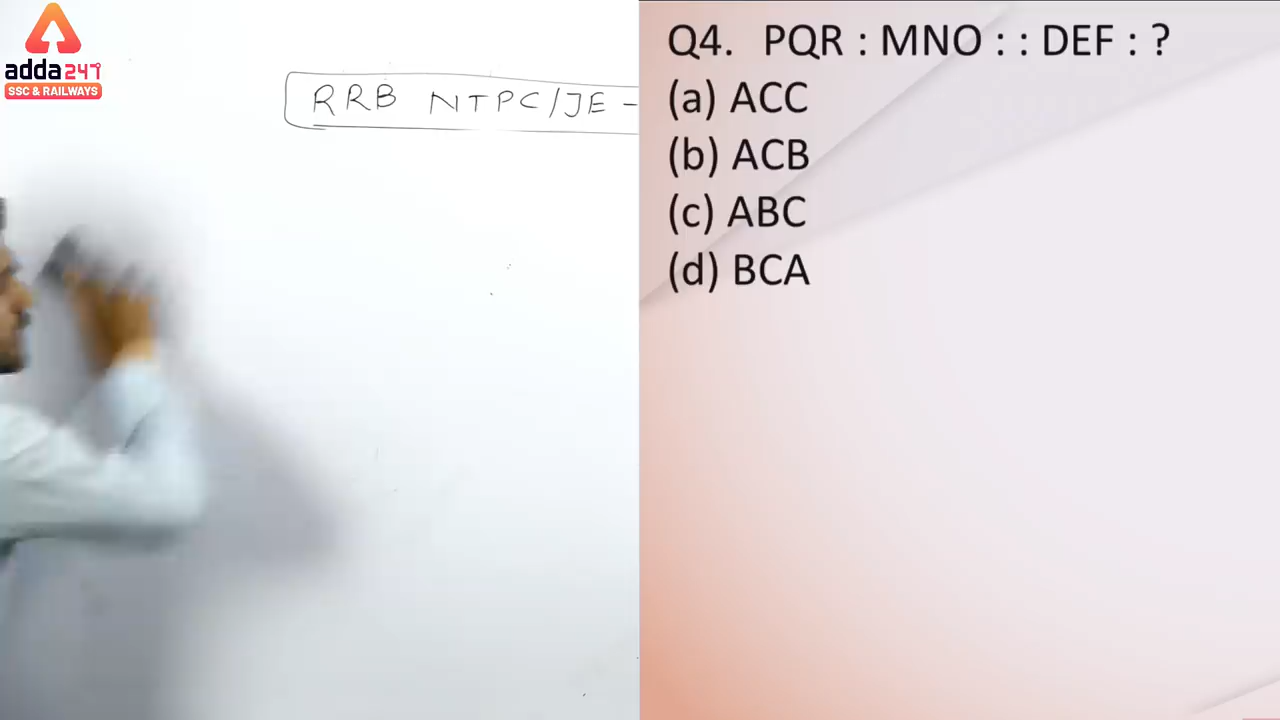 adda247
SSC & RAILWAYS
RRB NTPC/JE -
Q4. PQR : MNO : : DEF : ?
(a) ACC
(b) ACB
(c) ABC
(d) BCA